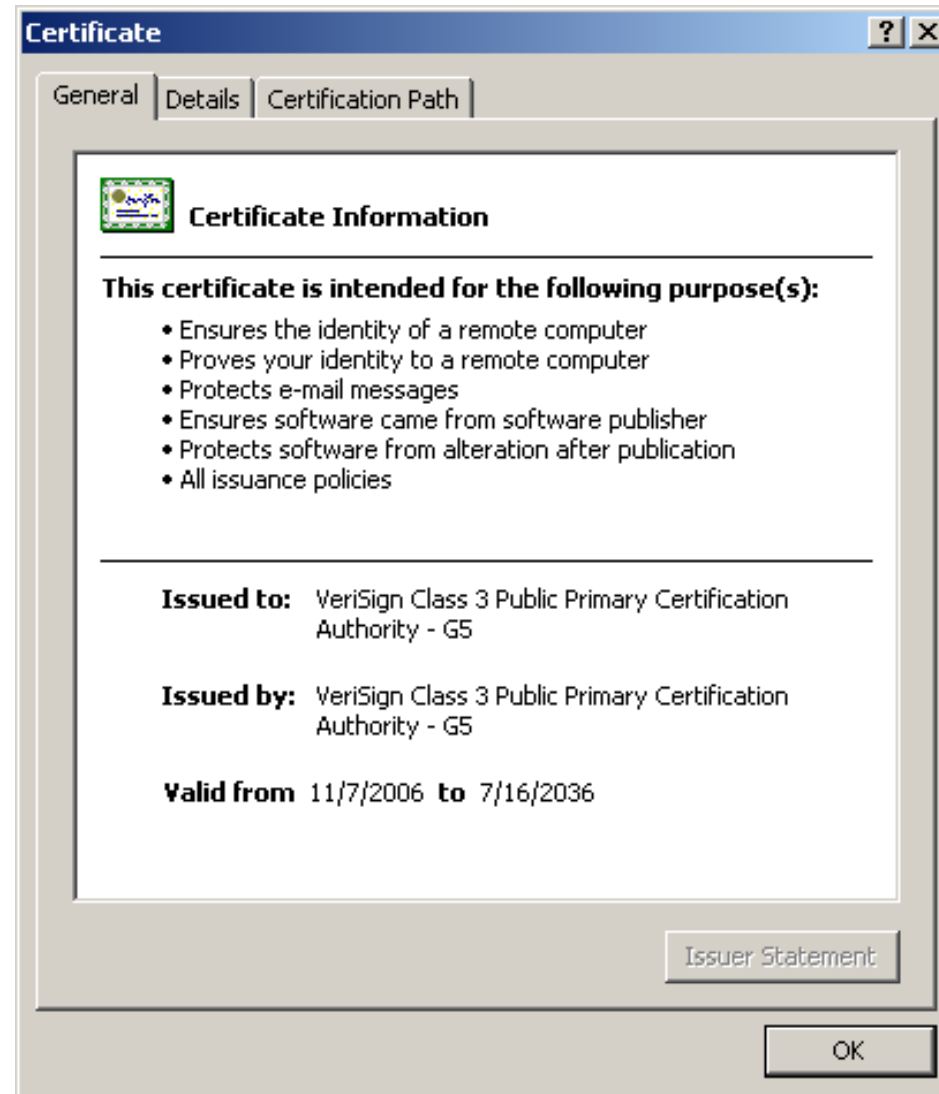 Certificate
General Details Certification Path
Certificate Information
This certificate is intended for the following purpose(s):
• Ensures the identity of a remote computer
• Proves your identity to a remote computer
• Protects e-mail messages
• Ensures software came from software publisher
• Protects software from alteration after publication
• All issuance policies
Issued to: VeriSign Class 3 Public Primary Certification
Authority - G5
Issued by: VeriSign Class 3 Public Primary Certification
Authority - G5
Valid from 11/7/2006 to 7/16/2036
Issuer Statement
OK